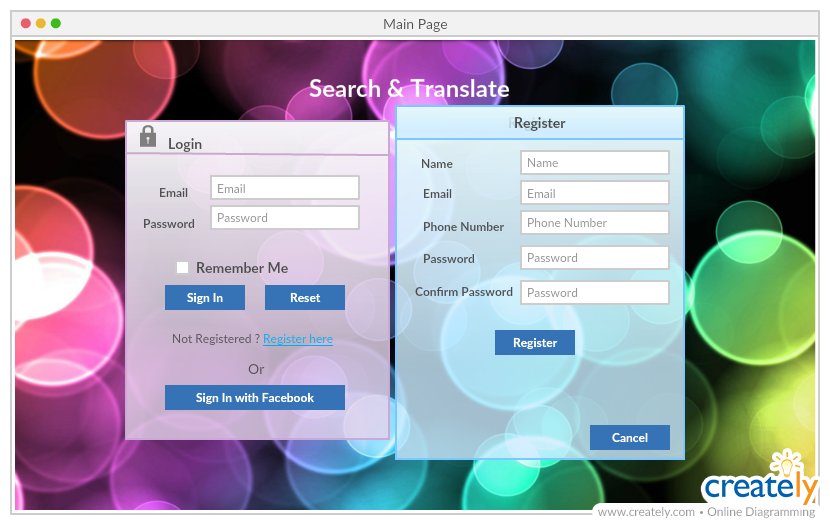 Main Page
Search & Translate
Login
Email Email
Password Password
Remember Me
Sign In Reset
Not Registered ? Register here
Or
Sign In with Facebook
Register
Name Name
Email Email
Phone Number Phone Number
Password Password
Confirm Password Password
Register
Cancel
creately
www.creately.com • Online Diagramming